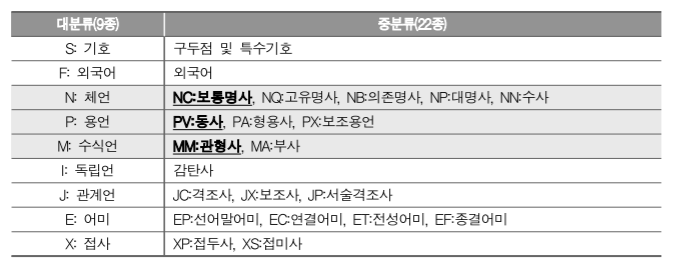 대분류(9종) 중분류(22종)
S: 기호 구두점 및 특수기호
F: 외국어 외국어
N: 체언 NC:보통명사, NQ:고유명사, NB:의존명사, NP:대명사, NN:수사
P: 용언 PV:동사, PA:형용사, PX:보조용언
M: 수식언 MM:관형사, MA:부사
I: 독립언 감탄사
J: 관계언 JC:격조사, JX:보조사, JP:서술격조사
E: 어미 EP:선어말어미, EC:연결어미, ET:전성어미, EF:종결어미
X: 접사 XP:접두사, XS:접미사